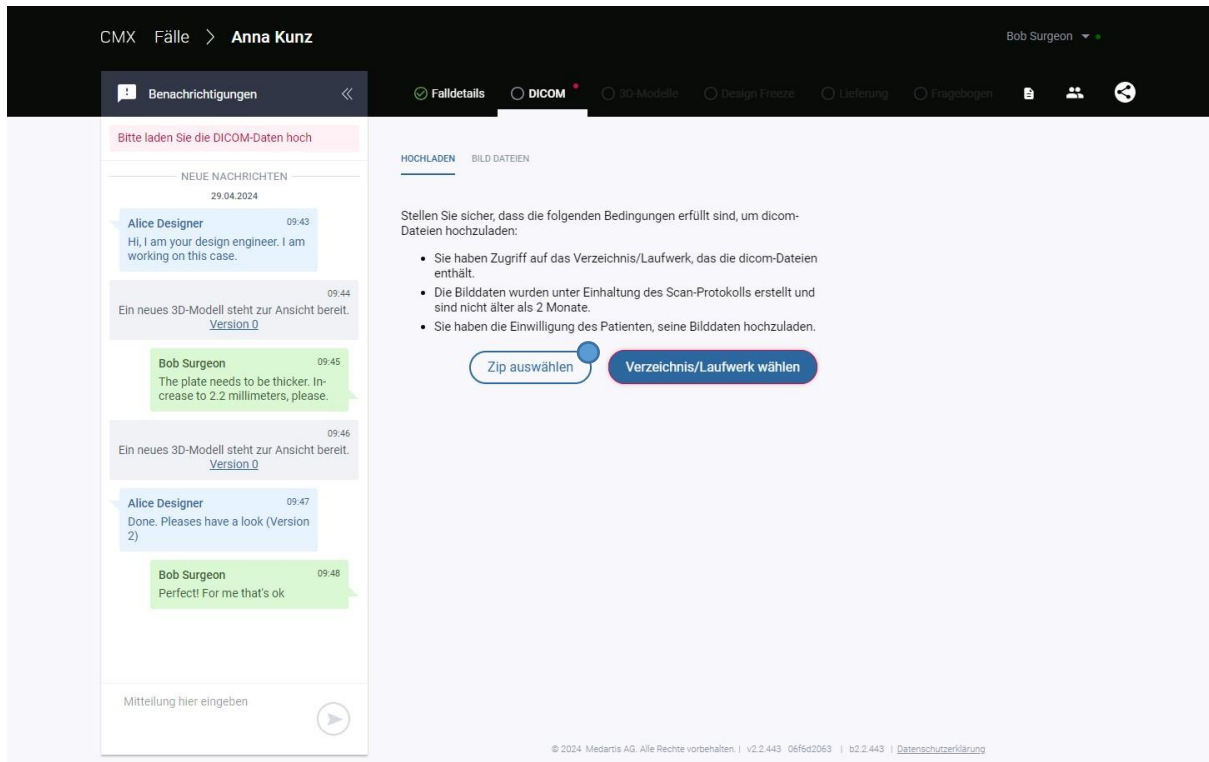 CMX Fälle > Anna Kunz
Bob Surgeon
Benachrichtigungen
Falldetails
DICOM
3D-Modelle
Design Freeze
Lieferung
Fragebogen
Bitte laden Sie die DICOM-Daten hoch
NEUE NACHRICHTEN
29.04.2024
Alice Designer 09:43
Hi, I am your design engineer. I am
working on this case.
09:44
Ein neues 3D-Modell steht zur Ansicht bereit.
Version 0
Bob Surgeon 09:45
The plate needs to be thicker. In-
crease to 2.2 millimeters, please.
09:46
Ein neues 3D-Modell steht zur Ansicht bereit.
Version 0
Alice Designer 09:47
Done. Pleases have a look (Version
2)
Bob Surgeon 09:48
Perfect! For me that's ok
Mitteilung hier eingeben
HOCHLADEN BILD DATEIEN
Stellen Sie sicher, dass die folgenden Bedingungen erfüllt sind, um dicom-
Dateien hochzuladen:
• Sie haben Zugriff auf das Verzeichnis/Laufwerk, das die dicom-Dateien
enthält.
• Die Bilddaten wurden unter Einhaltung des Scan-Protokolls erstellt und
sind nicht älter als 2 Monate.
• Sie haben die Einwilligung des Patienten, seine Bilddaten hochzuladen.
Zip auswählen
Verzeichnis/Laufwerk wählen
© 2024 Medartis AG. Alle Rechte vorbehalten. | v2.2.443 06f6d2063 | b2.2.443 | Datenschutzerklärung